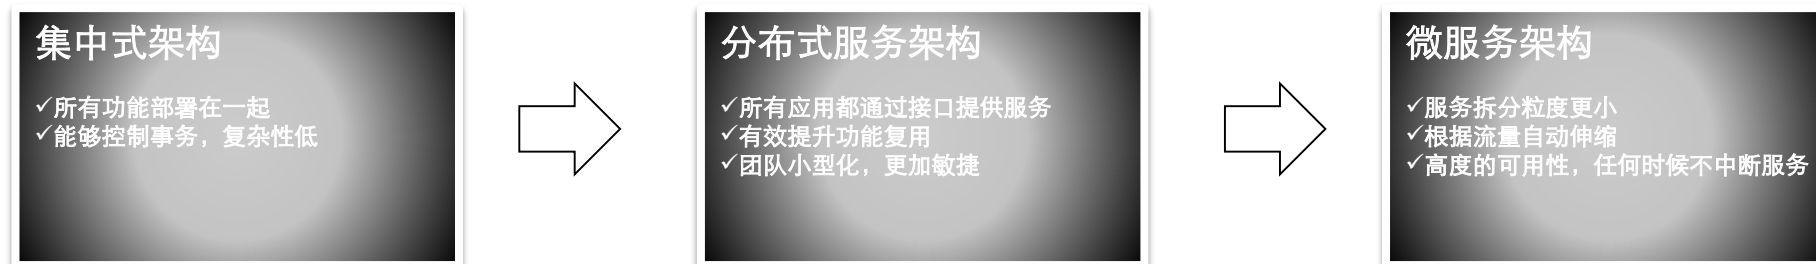 集中式架构
✓所有功能部署在一起
✓能够控制事务，复杂性低
分布式服务架构
✓所有应用都通过接口提供服务
✓有效提升功能复用
✓团队小型化，更加敏捷
微服务架构
✓服务拆分粒度更小
✓根据流量自动伸缩
✓高度的可用性，任何时候不中断服务